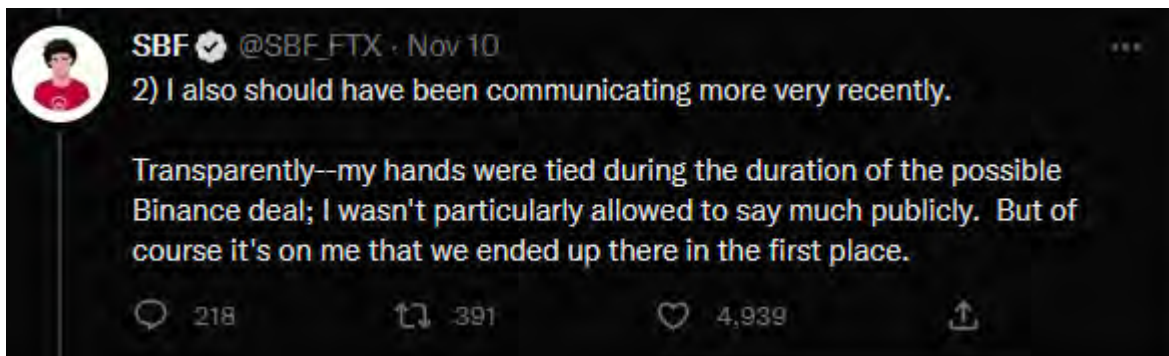 SBF @SBF_FTX · Nov 10
2) I also should have been communicating more very recently.
Transparently--my hands were tied during the duration of the possible
Binance deal; I wasn't particularly allowed to say much publicly.  But of
course it's on me that we ended up there in the first place.
218 391 4,939